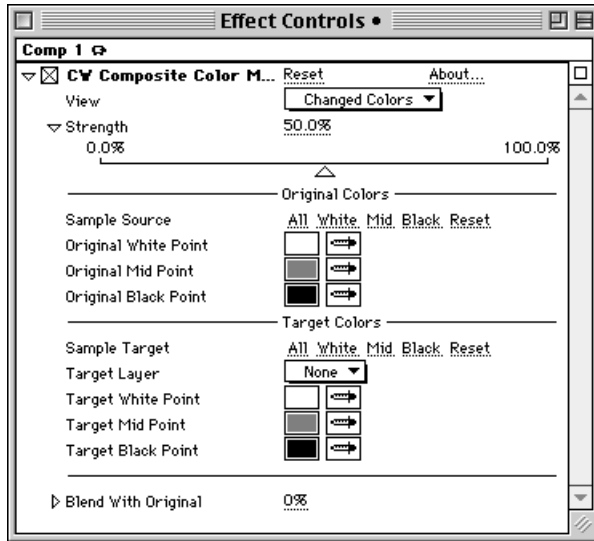 Effect Controls •
Comp 1
C¥ Composite Color M... Reset About...
View Changed Colors
Strength 50.0%
0.0% 100.0%
Original Colors
Sample Source All White Mid Black Reset
Original White Point
Original Mid Point
Original Black Point
Target Colors
Sample Target All White Mid Black Reset
Target Layer None
Target White Point
Target Mid Point
Target Black Point
Blend With Original 0%